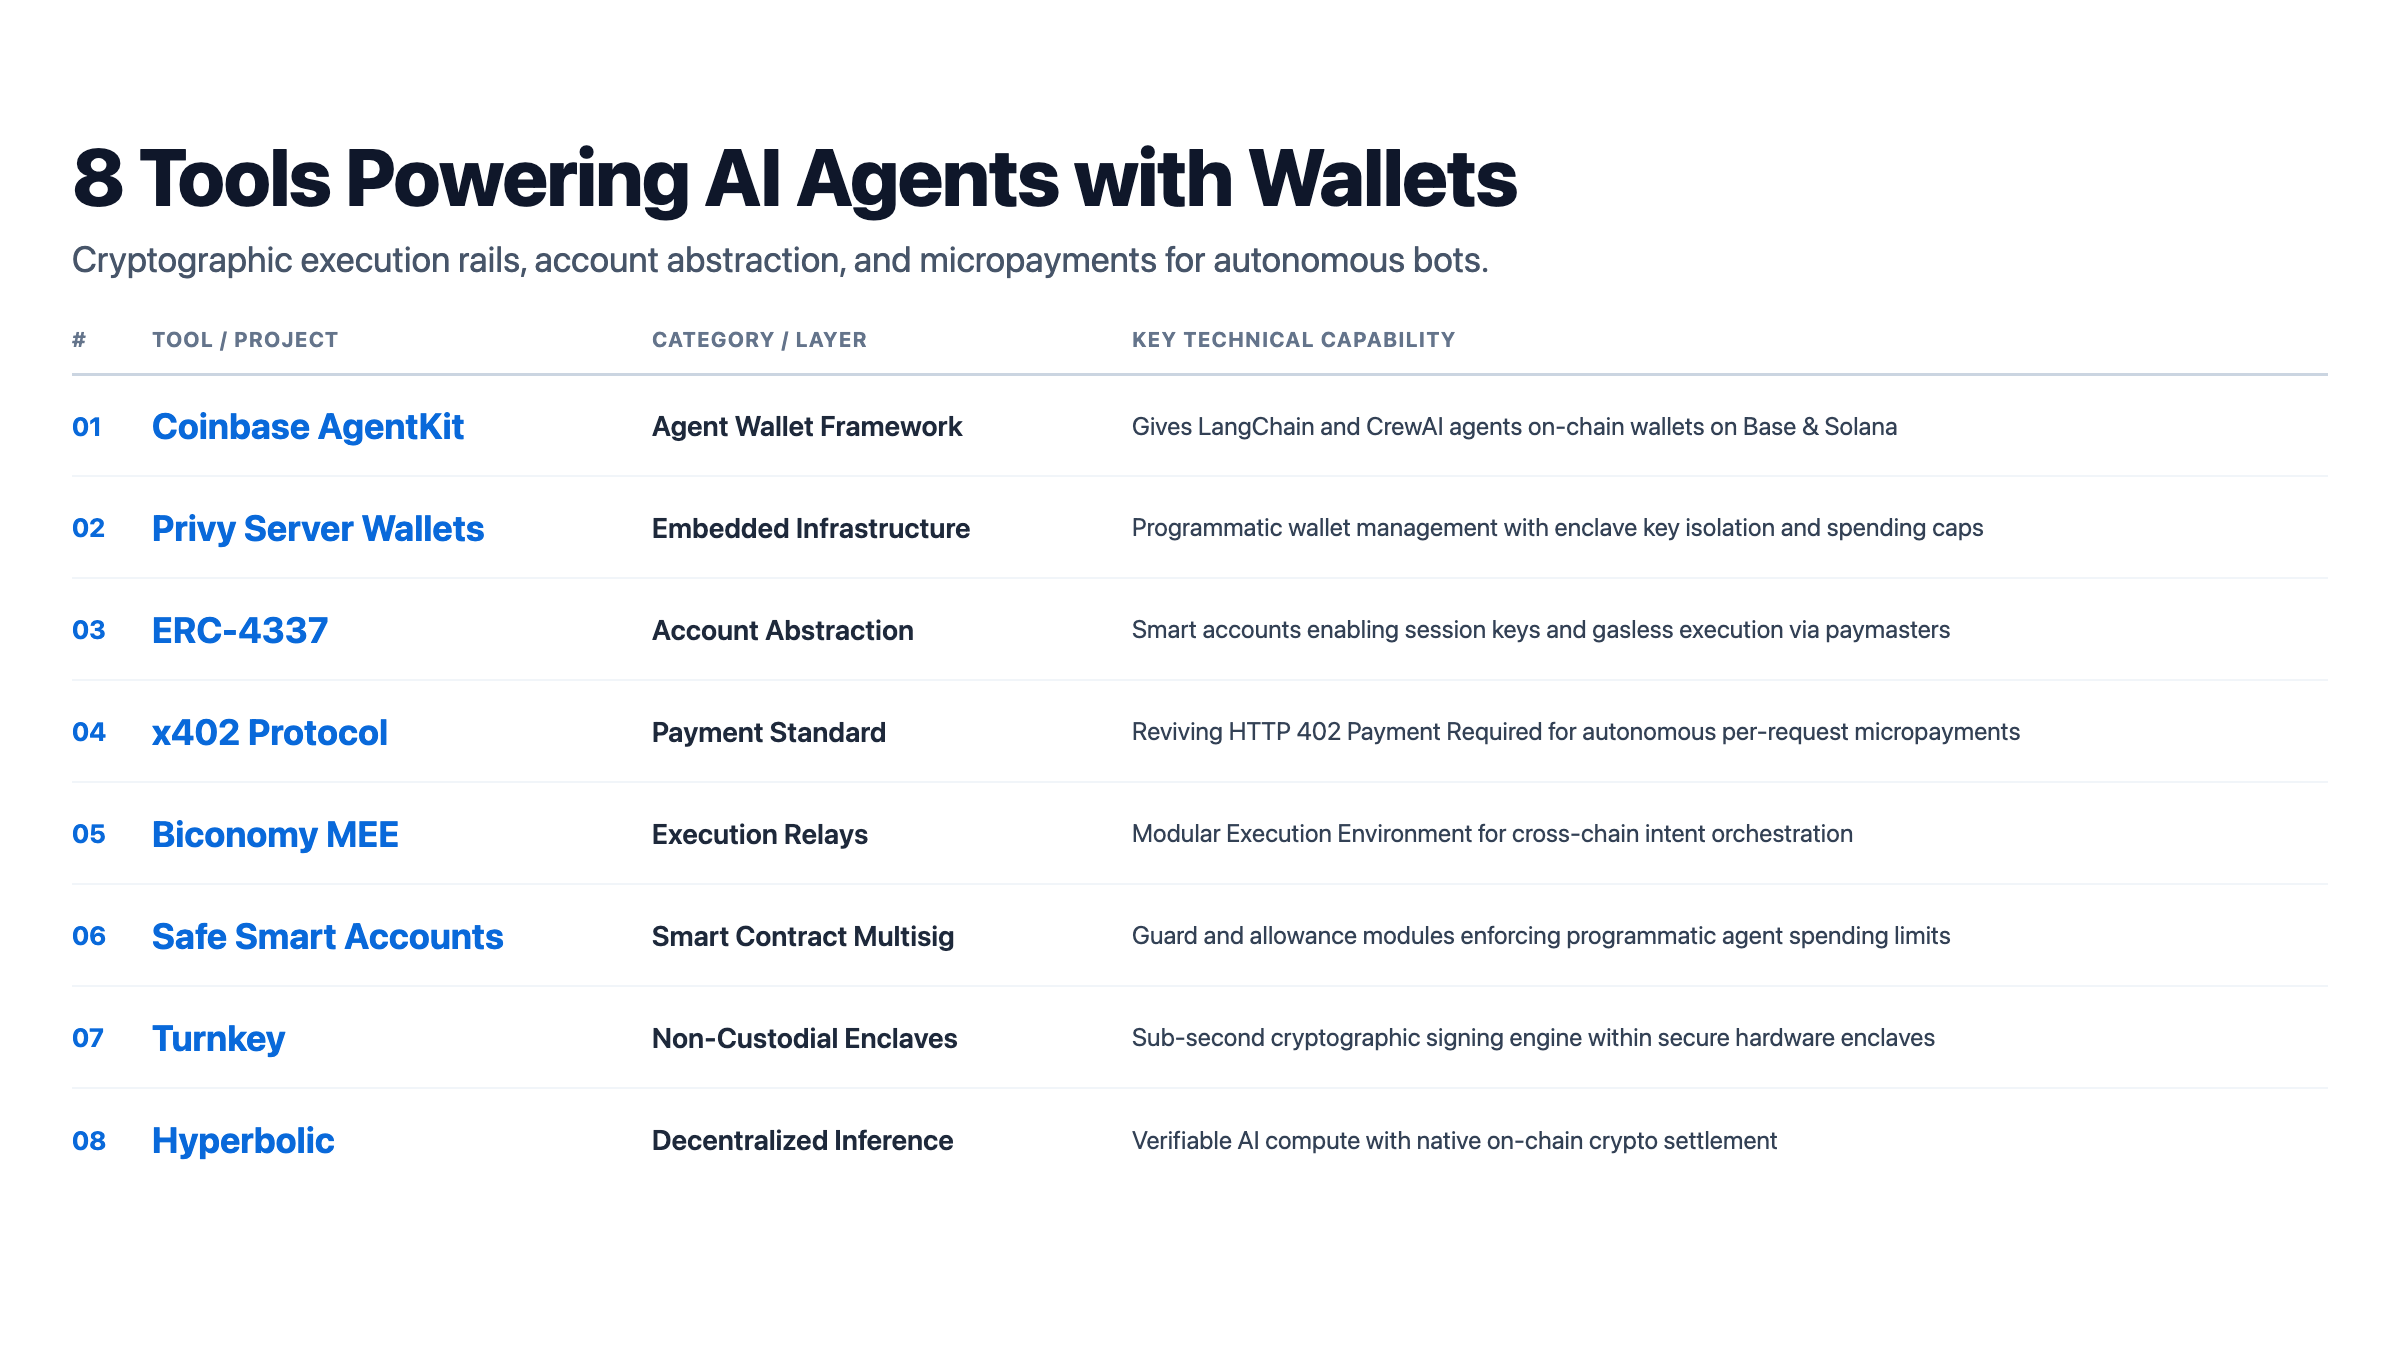 8 Tools Powering AI Agents with Wallets
Cryptographic execution rails, account abstraction, and micropayments for autonomous bots.
# TOOL / PROJECT CATEGORY / LAYER KEY TECHNICAL CAPABILITY
01 Coinbase AgentKit Agent Wallet Framework Gives LangChain and CrewAI agents on-chain wallets on Base & Solana
02 Privy Server Wallets Embedded Infrastructure Programmatic wallet management with enclave key isolation and spending caps
03 ERC-4337 Account Abstraction Smart accounts enabling session keys and gasless execution via paymasters
04 x402 Protocol Payment Standard Reviving HTTP 402 Payment Required for autonomous per-request micropayments
05 Biconomy MEE Execution Relays Modular Execution Environment for cross-chain intent orchestration
06 Safe Smart Accounts Smart Contract Multisig Guard and allowance modules enforcing programmatic agent spending limits
07 Turnkey Non-Custodial Enclaves Sub-second cryptographic signing engine within secure hardware enclaves
08 Hyperbolic Decentralized Inference Verifiable AI compute with native on-chain crypto settlement